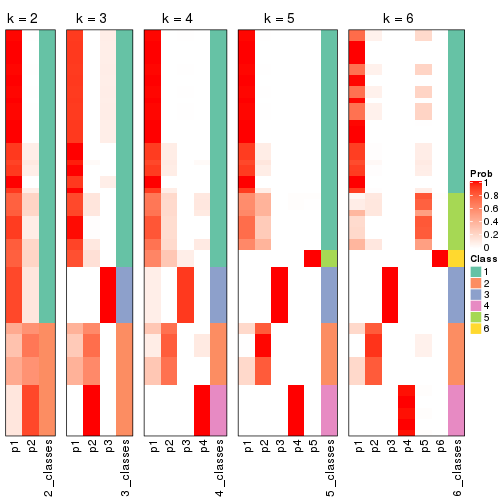 k = 2
k = 3
k = 4
k = 5
k = 6
Prob
1
0.8
0.6
0.4
0.2
0
Class
1
2
3
4
5
6
p1
p2
2_classes
p1
p2
p3
3_classes
p1
p2
p3
p4
4_classes
p1
p2
p3
p4
p5
5_classes
p1
p2
p3
p4
p5
p6
6_classes